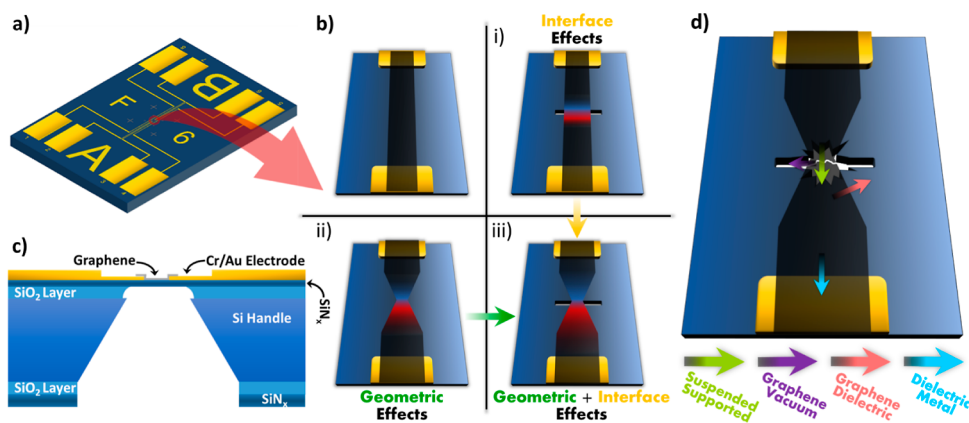 a)
B
F
6
A
b)
i)
Interface
Effects
ii)
Geometric
Effects
iii)
Geometric + Interface
Effects
c)
Graphene
Cr/Au Electrode
SiO₂ Layer
SiNₓ
Si Handle
SiO₂ Layer
SiNₓ
d)
Suspended
Supported
Graphene
Vacuum
Graphene
Dielectric
Dielectric
Metal